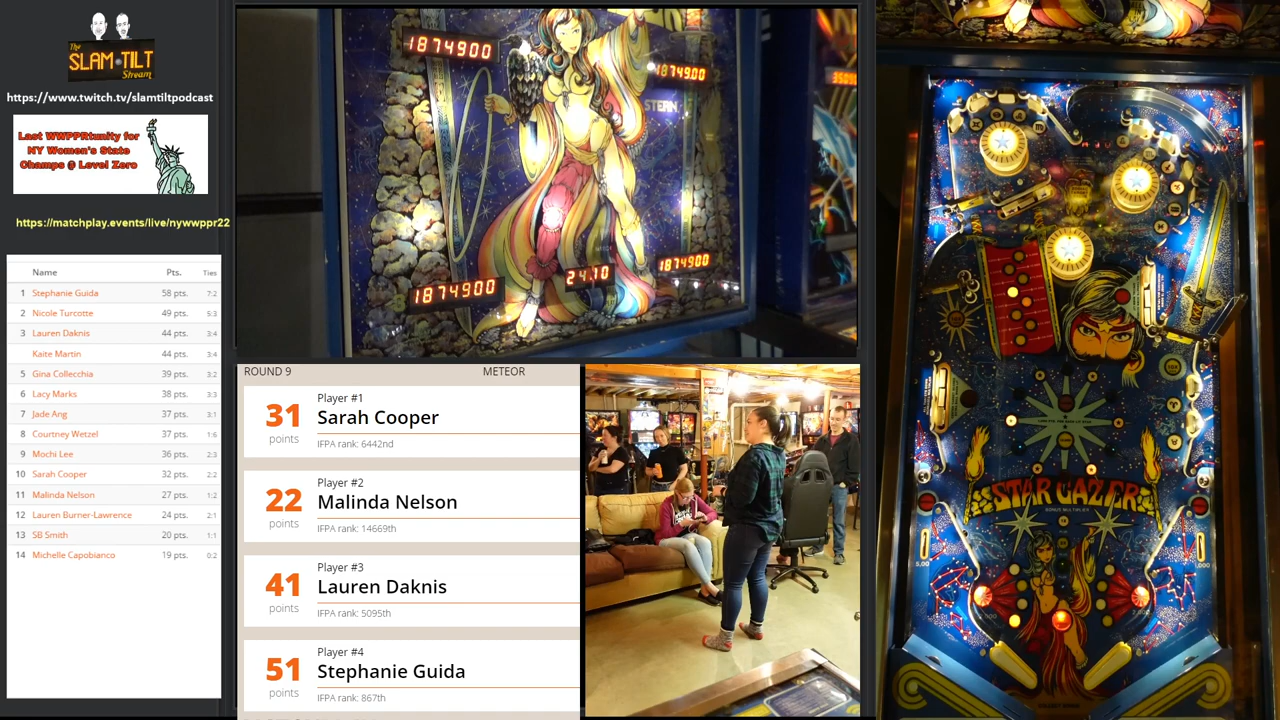 The
SLAM TILT
Stream
https://www.twitch.tv/slamtiltpodcast
Last WWPPRtunity for
NY Women's State
Champs @ Level Zero
https://matchplay.events/live/nywwppr22
Name Pts. Ties
1 Stephanie Guida 58 pts. 7:2
2 Nicole Turcotte 49 pts. 5:3
3 Lauren Daknis 44 pts. 3:4
Kaite Martin 44 pts. 3:4
5 Gina Collecchia 39 pts. 3:2
6 Lacy Marks 38 pts. 3:3
7 Jade Ang 37 pts. 3:1
8 Courtney Wetzel 37 pts. 1:6
9 Mochi Lee 36 pts. 2:3
10 Sarah Cooper 32 pts. 2:2
11 Malinda Nelson 27 pts. 1:2
12 Lauren Burner-Lawrence 24 pts. 2:1
13 SB Smith 20 pts. 1:1
14 Michelle Capobianco 19 pts. 0:2
1874900
1874900
STERN
1874900
24 10
1874900
ROUND 9 METEOR
31 points
Player #1
Sarah Cooper
IFPA rank: 6442nd
22 points
Player #2
Malinda Nelson
IFPA rank: 14669th
41 points
Player #3
Lauren Daknis
IFPA rank: 5095th
51 points
Player #4
Stephanie Guida
IFPA rank: 867th
STAR GAZER
BONUS MULTIPLIER